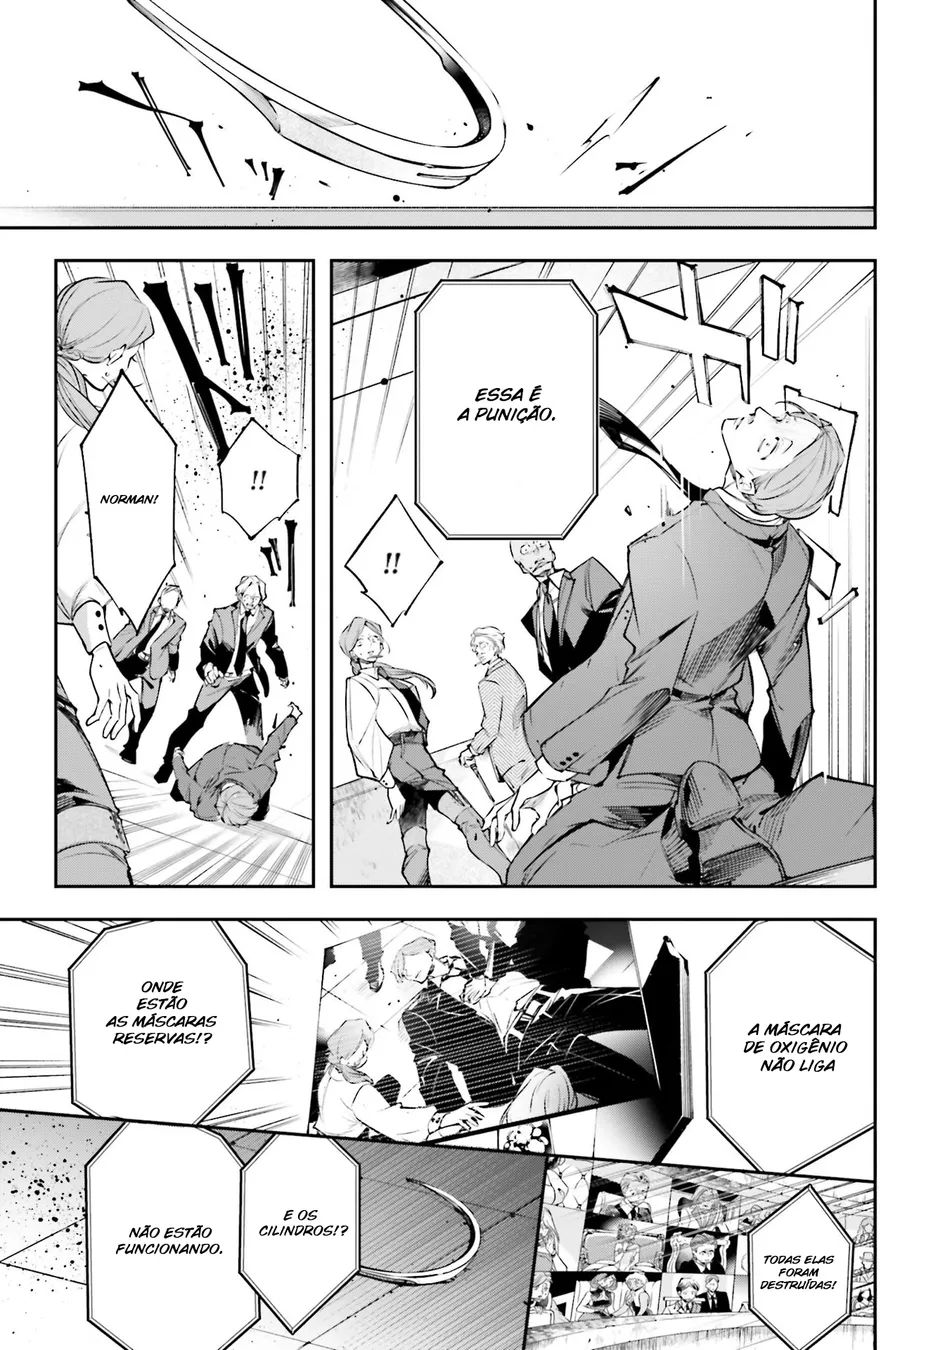 ESSA É
A PUNIÇÃO.
!!
!!
NORMAN!
A MÁSCARA
DE OXIGÊNIO
NÃO LIGA
ONDE
ESTÃO
AS MÁSCARAS
RESERVAS!?
TODAS ELAS
FORAM
DESTRUÍDAS!
E OS
CILINDROS!?
NÃO ESTÃO
FUNCIONANDO.